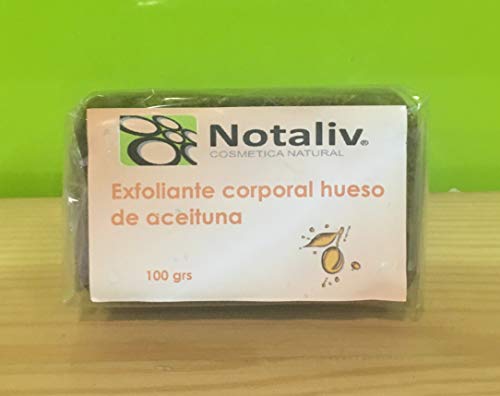 Notaliv®
COSMETICA NATURAL
Exfoliante corporal hueso
de aceituna
100 grs